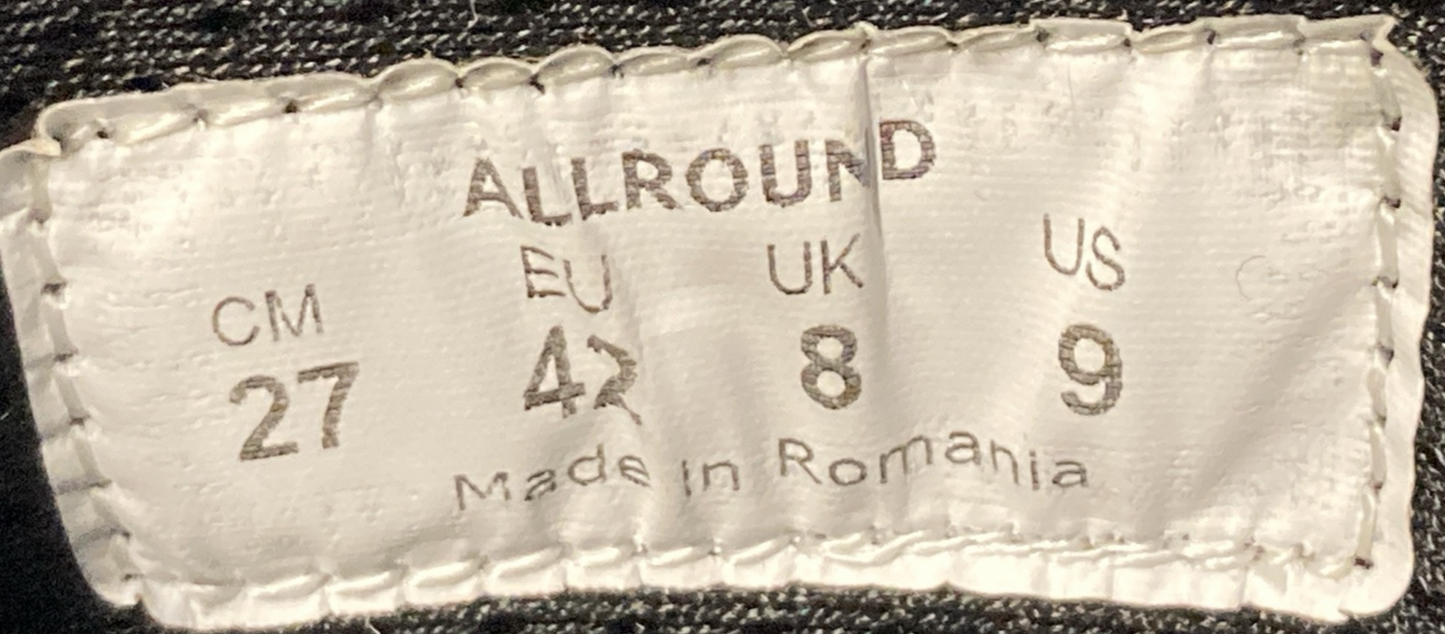 ALLROUND
CM EU UK US
27 42 8 9
Made in Romania